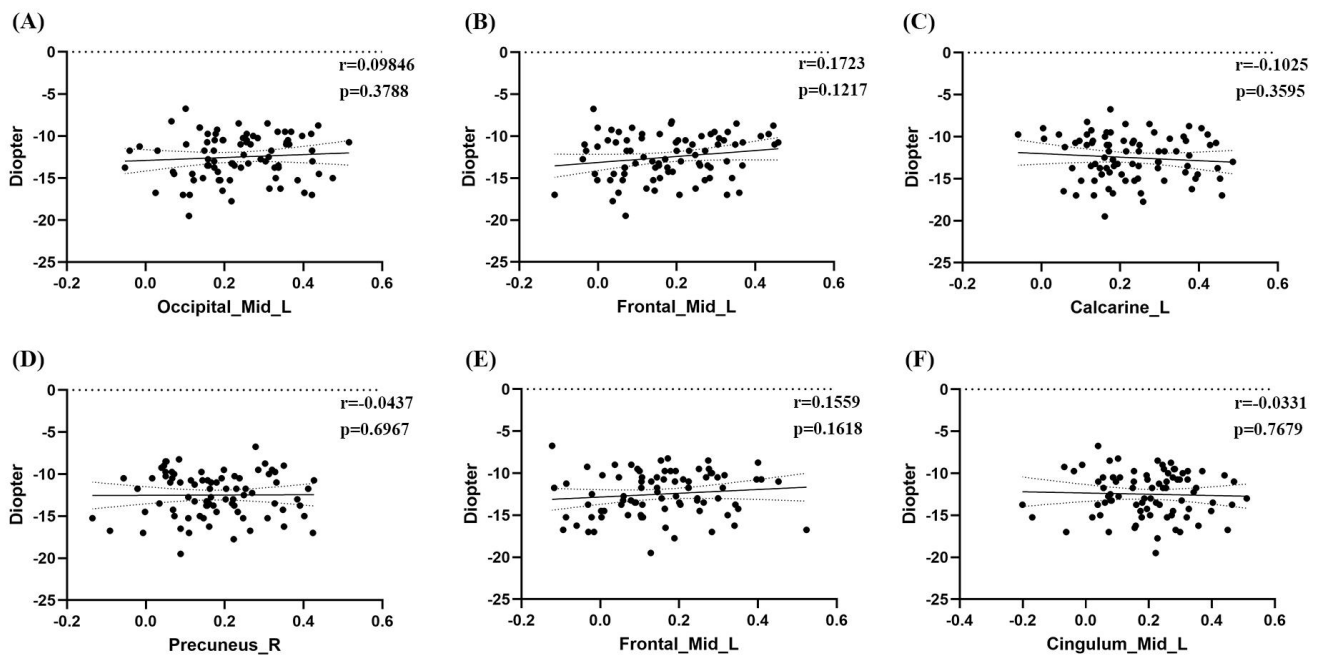 (A)
r=0.09846
p=0.3788
0
-5
-10
-15
-20
-25
Diopter
-0.2 0.0 0.2 0.4 0.6
Occipital_Mid_L
(B)
r=0.1723
p=0.1217
0
-5
-10
-15
-20
-25
Diopter
-0.2 0.0 0.2 0.4 0.6
Frontal_Mid_L
(C)
r=-0.1025
p=0.3595
0
-5
-10
-15
-20
-25
Diopter
-0.2 0.0 0.2 0.4 0.6
Calcarine_L
(D)
r=-0.0437
p=0.6967
0
-5
-10
-15
-20
-25
Diopter
-0.2 0.0 0.2 0.4 0.6
Precuneus_R
(E)
r=0.1559
p=0.1618
0
-5
-10
-15
-20
-25
Diopter
-0.2 0.0 0.2 0.4 0.6
Frontal_Mid_L
(F)
r=-0.0331
p=0.7679
0
-5
-10
-15
-20
-25
Diopter
-0.4 -0.2 0.0 0.2 0.4 0.6
Cingulum_Mid_L